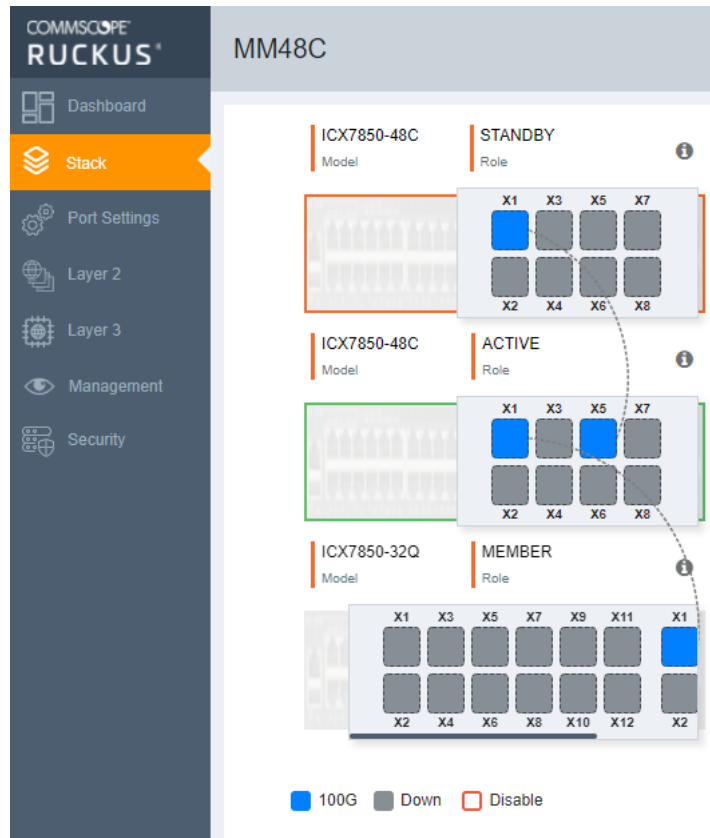 COMMSCOPE
RUCKUS
MM48C
Dashboard
Stack
Port Settings
Layer 2
Layer 3
Management
Security
ICX7850-48C STANDBY
Model Role
X1 X3 X5 X7
X2 X4 X6 X8
ICX7850-48C ACTIVE
Model Role
X1 X3 X5 X7
X2 X4 X6 X8
ICX7850-32Q MEMBER
Model Role
X1 X3 X5 X7 X9 X11 X1
X2 X4 X6 X8 X10 X12 X2
100G Down Disable